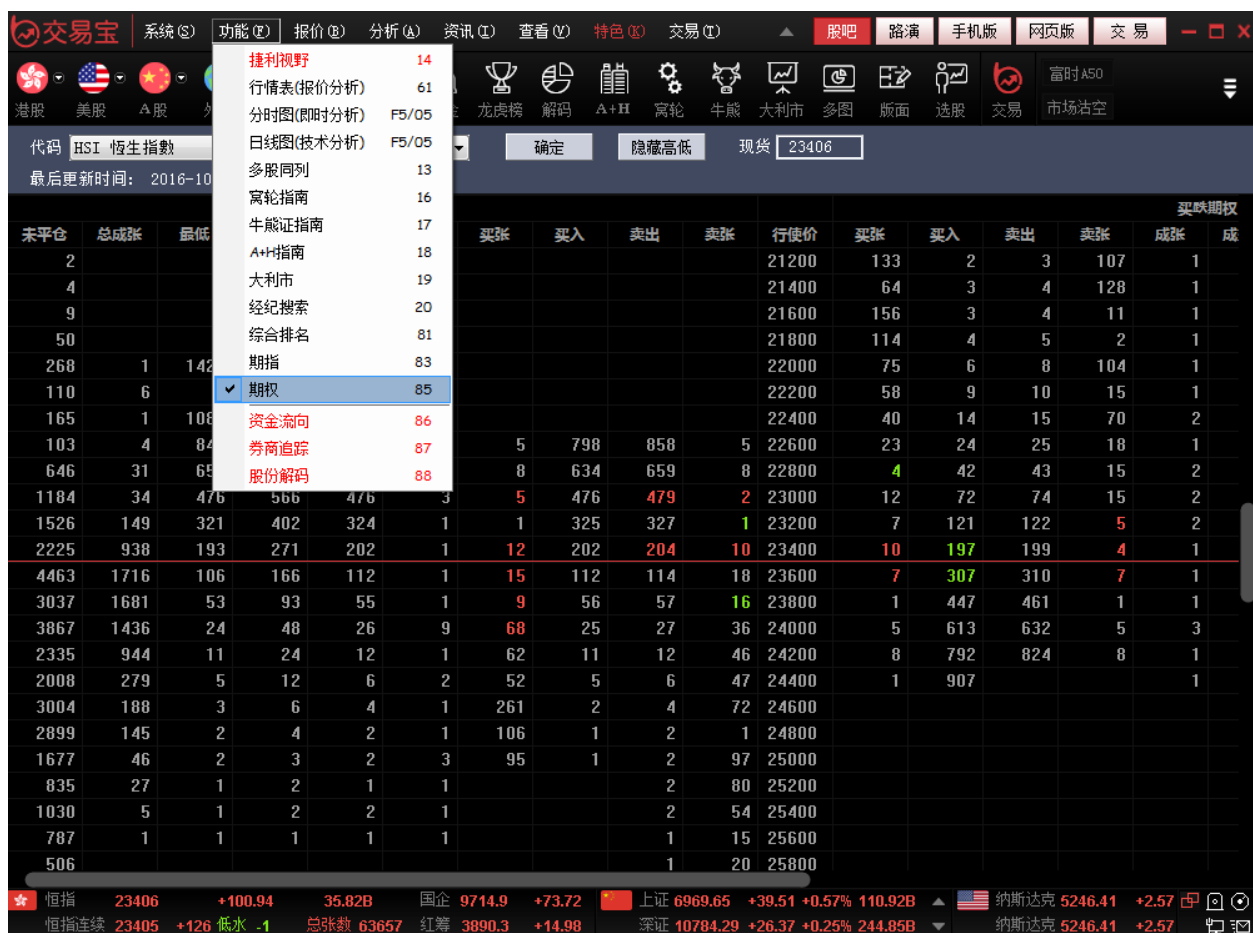 交易宝 系统(S) 功能(F) 报价(B) 分析(A) 资讯(I) 查看(V) 特色(K) 交易(T) 股吧 路演 手机版 网页版 交 易
捷利视野 14
行情表(报价分析) 61
分时图(即时分析) F5/05
日线图(技术分析) F5/05
多股同列 13
窝轮指南 16
牛熊证指南 17
A+H指南 18
大利市 19
经纪搜索 20
综合排名 81
期指 83
期权 85
资金流向 86
券商追踪 87
股份解码 88
港股 美股 A股 龙虎榜 解码 A+H 窝轮 牛熊 大利市 多图 版面 选股 交易 富时A50 市场沽空
代码 HSI 恆生指數 确定 隐藏高低 现货 23406
最后更新时间: 2016-10
买跌期权
未平仓 总成张 最低 买张 买入 卖出 卖张 行使价 买张 买入 卖出 卖张 成张 成
2 21200 133 2 3 107 1
4 21400 64 3 4 128 1
9 21600 156 3 4 11 1
50 21800 114 4 5 2 1
268 1 142 22000 75 6 8 104 1
110 6 22200 58 9 10 15 1
165 1 108 22400 40 14 15 70 2
103 4 84 5 798 858 5 22600 23 24 25 18 1
646 31 65 8 634 659 8 22800 4 42 43 15 2
1184 34 476 566 476 3 5 476 479 2 23000 12 72 74 15 2
1526 149 321 402 324 1 1 325 327 1 23200 7 121 122 5 2
2225 938 193 271 202 1 12 202 204 10 23400 10 197 199 4 1
4463 1716 106 166 112 1 15 112 114 18 23600 7 307 310 7 1
3037 1681 53 93 55 1 9 56 57 16 23800 1 447 461 1 1
3867 1436 24 48 26 9 68 25 27 36 24000 5 613 632 5 3
2335 944 11 24 12 1 62 11 12 46 24200 8 792 824 8 1
2008 279 5 12 6 2 52 5 6 47 24400 1 907 1
3004 188 3 6 4 1 261 2 4 72 24600
2899 145 2 4 2 1 106 1 2 1 24800
1677 46 2 3 2 3 95 1 2 97 25000
835 27 1 2 1 1 2 80 25200
1030 5 1 2 2 1 2 54 25400
787 1 1 1 1 1 1 15 25600
506 1 20 25800
恒指 23406 +100.94 35.82B 国企 9714.9 +73.72 上证 6969.65 +39.51 +0.57% 110.92B 纳斯达克 5246.41 +2.57
恒指连续 23405 +126 低水 -1 总张数 63657 红筹 3890.3 +14.98 深证 10784.29 +26.37 +0.25% 244.85B 纳斯达克 5246.41 +2.57